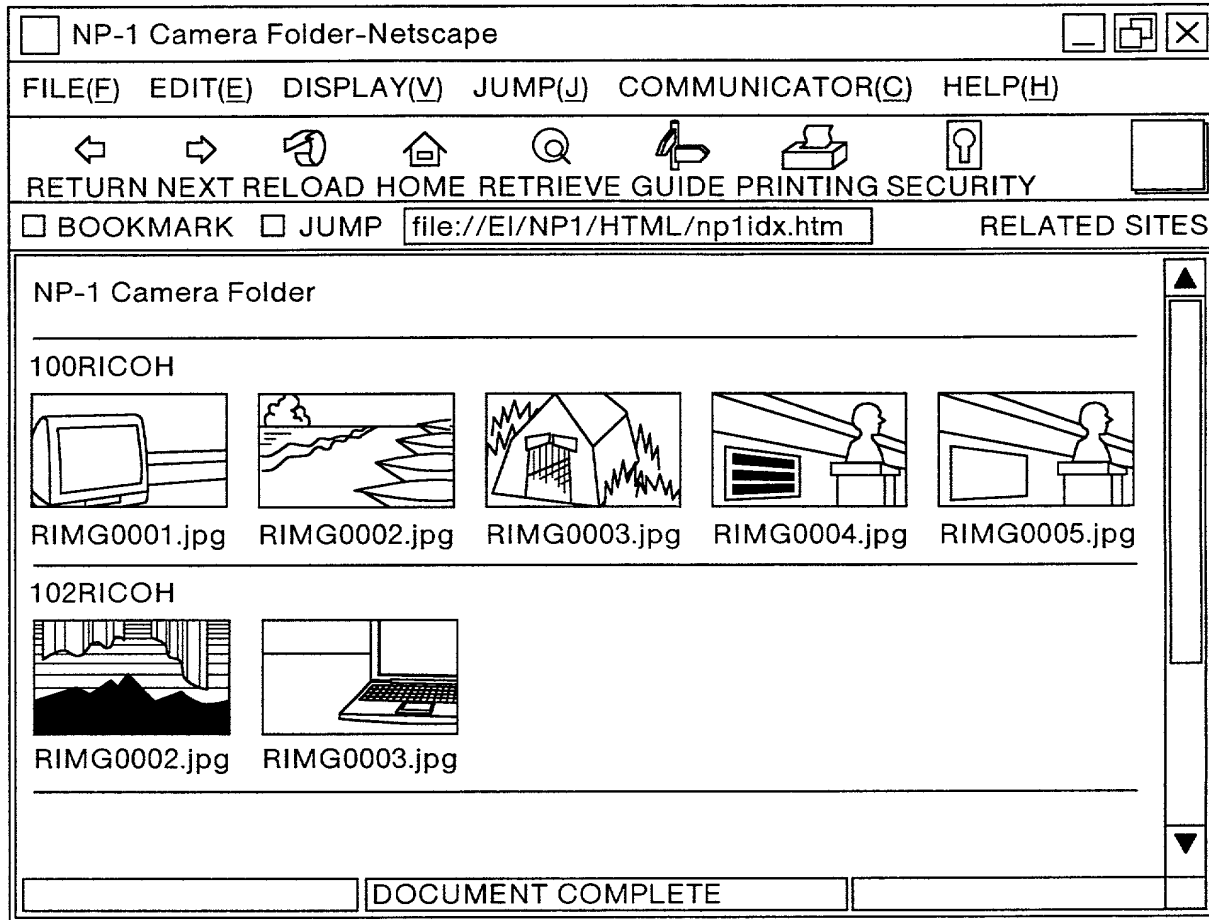 NP-1 Camera Folder-Netscape
FILE(F) EDIT(E) DISPLAY(V) JUMP(J) COMMUNICATOR(C) HELP(H)
RETURN NEXT RELOAD HOME RETRIEVE GUIDE PRINTING SECURITY
BOOKMARK JUMP file://EI/NP1/HTML/np1idx.htm RELATED SITES
NP-1 Camera Folder
100RICOH
RIMG0001.jpg RIMG0002.jpg RIMG0003.jpg RIMG0004.jpg RIMG0005.jpg
102RICOH
RIMG0002.jpg RIMG0003.jpg
DOCUMENT COMPLETE